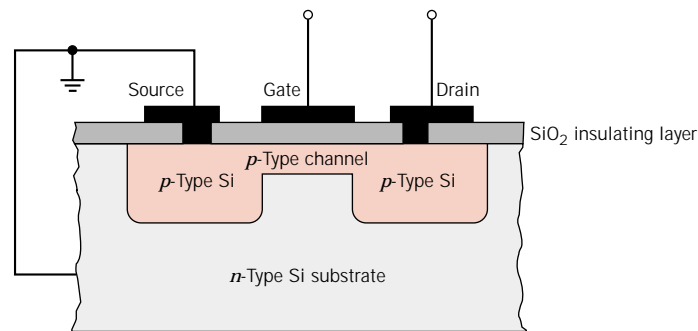 Source
Gate
Drain
SiO₂ insulating layer
p-Type channel
p-Type Si
p-Type Si
n-Type Si substrate